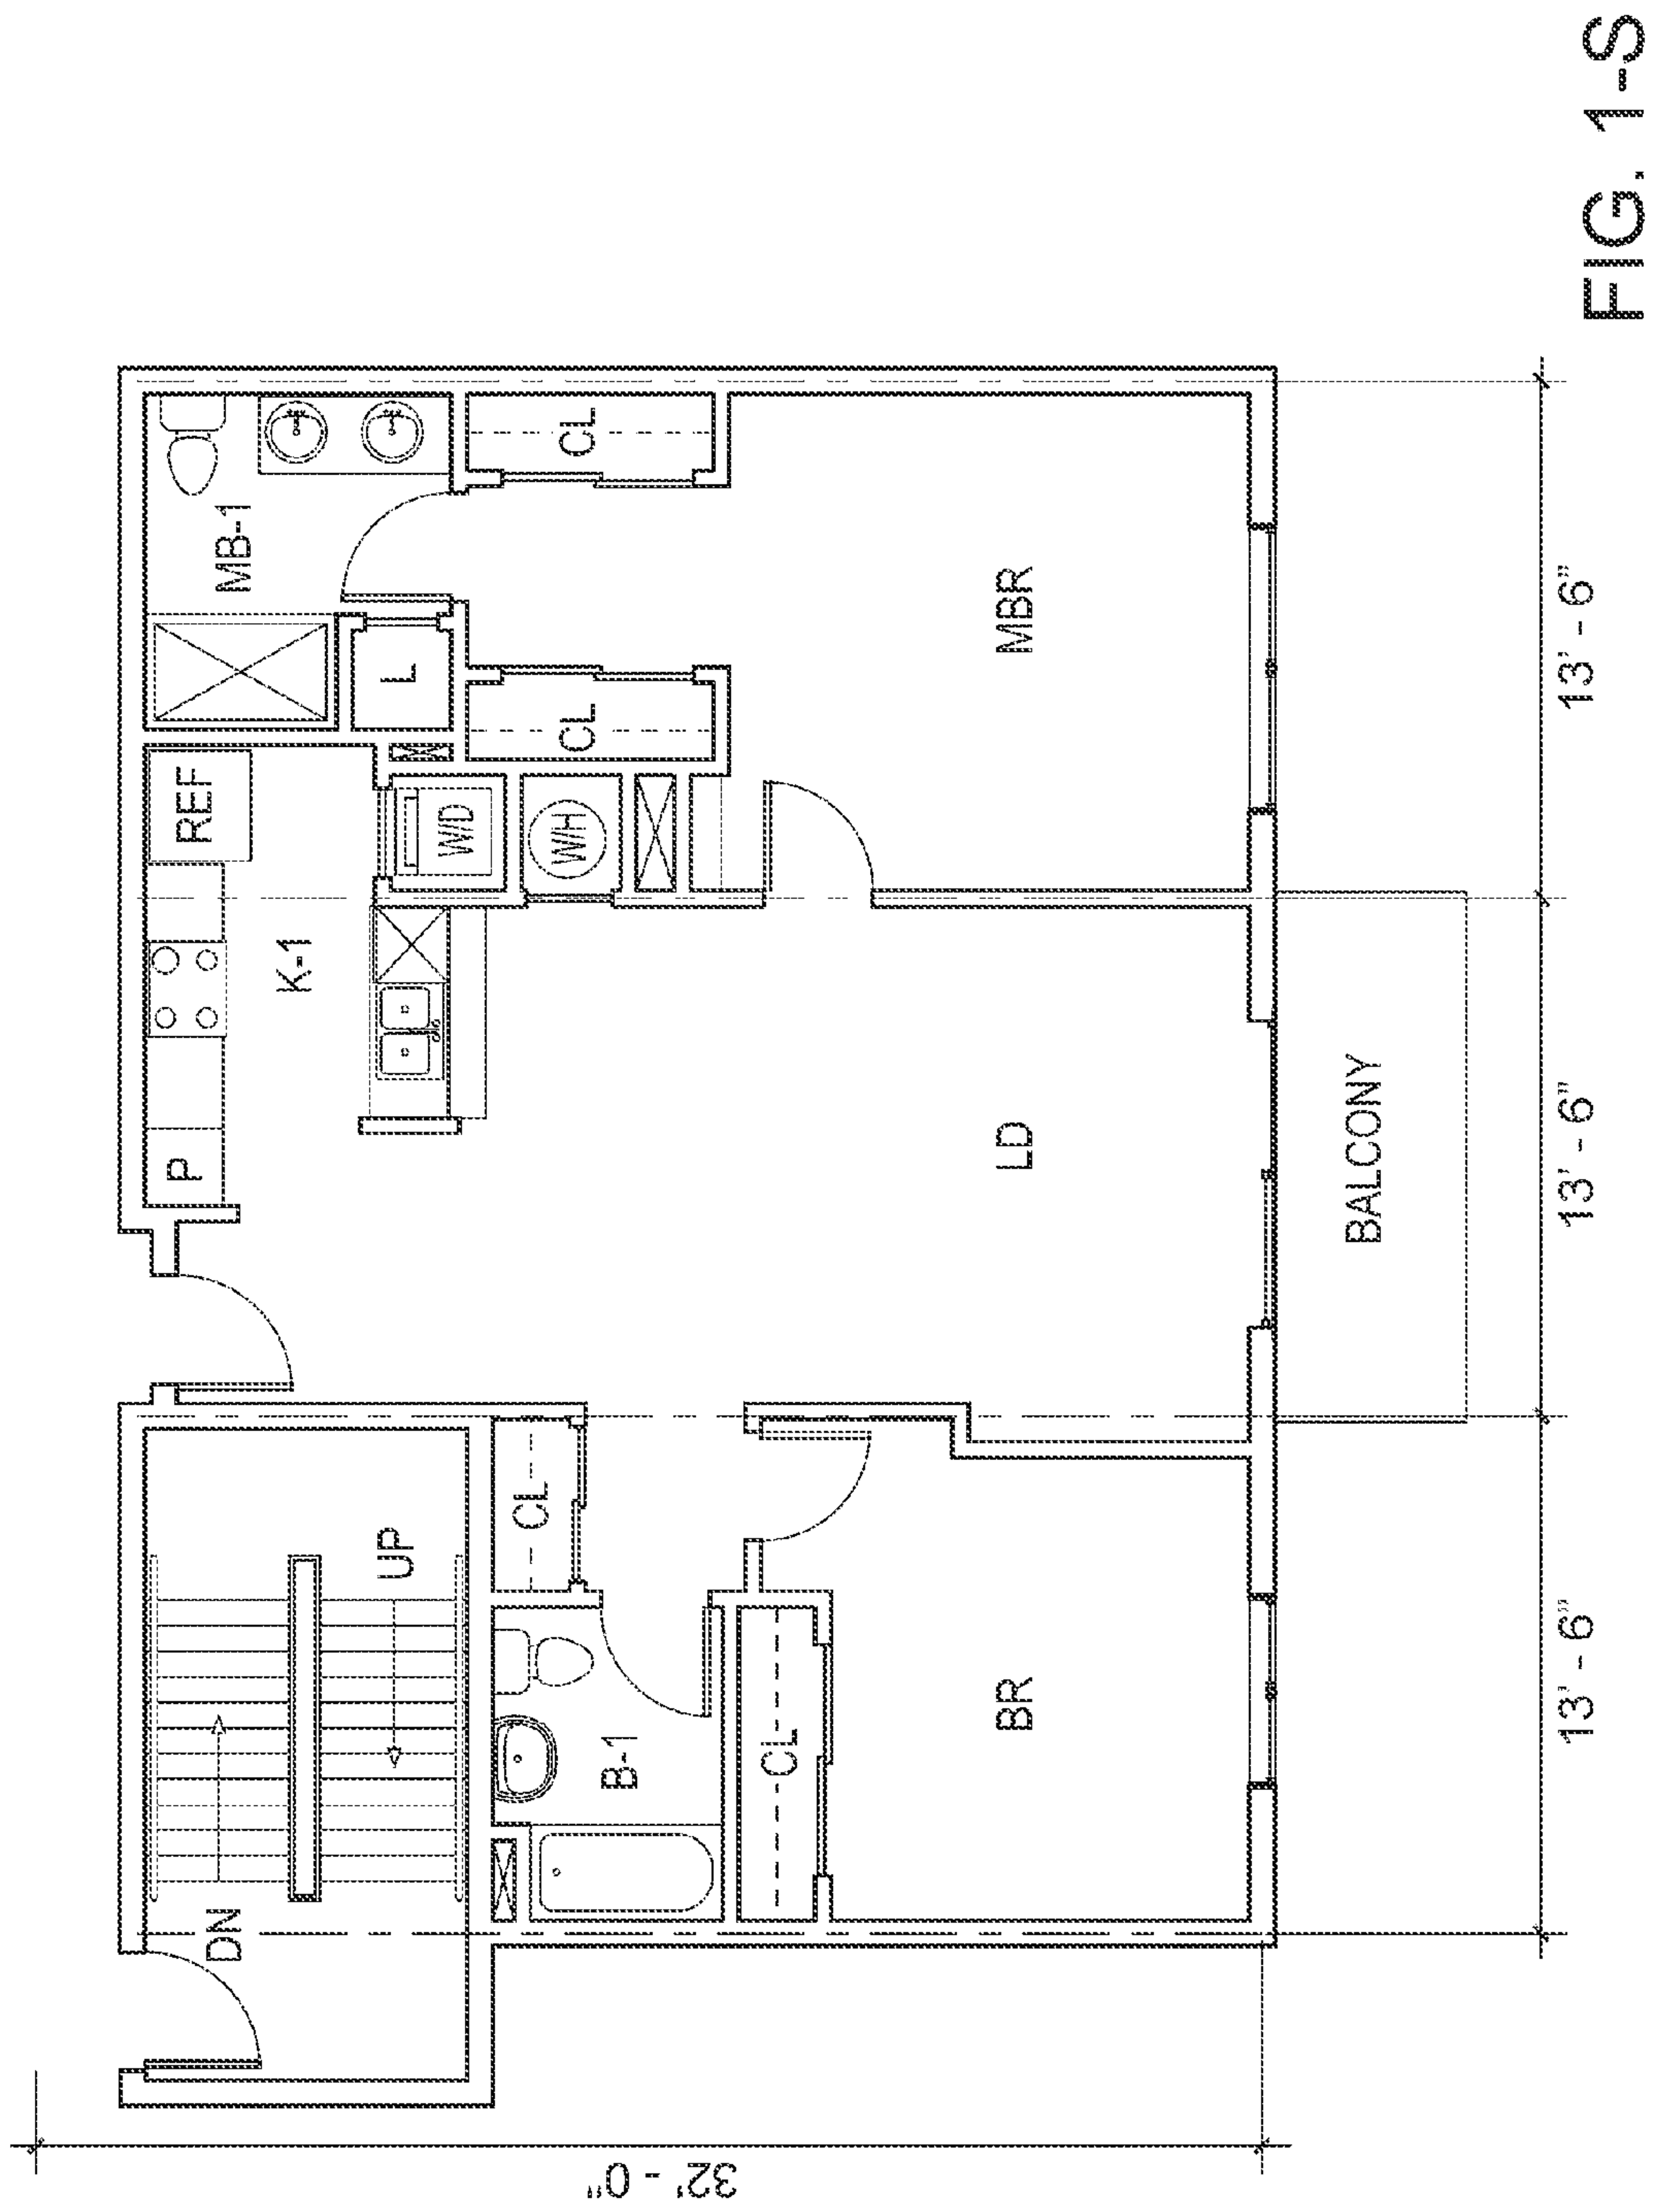 32' - 0"
DN
UP
P
K-1
REF
MB-1
CL
B-1
CL
WD
WH
L
CL
CL
BR
LD
MBR
BALCONY
13' - 6"
13' - 6"
13' - 6"
FIG. 1-S